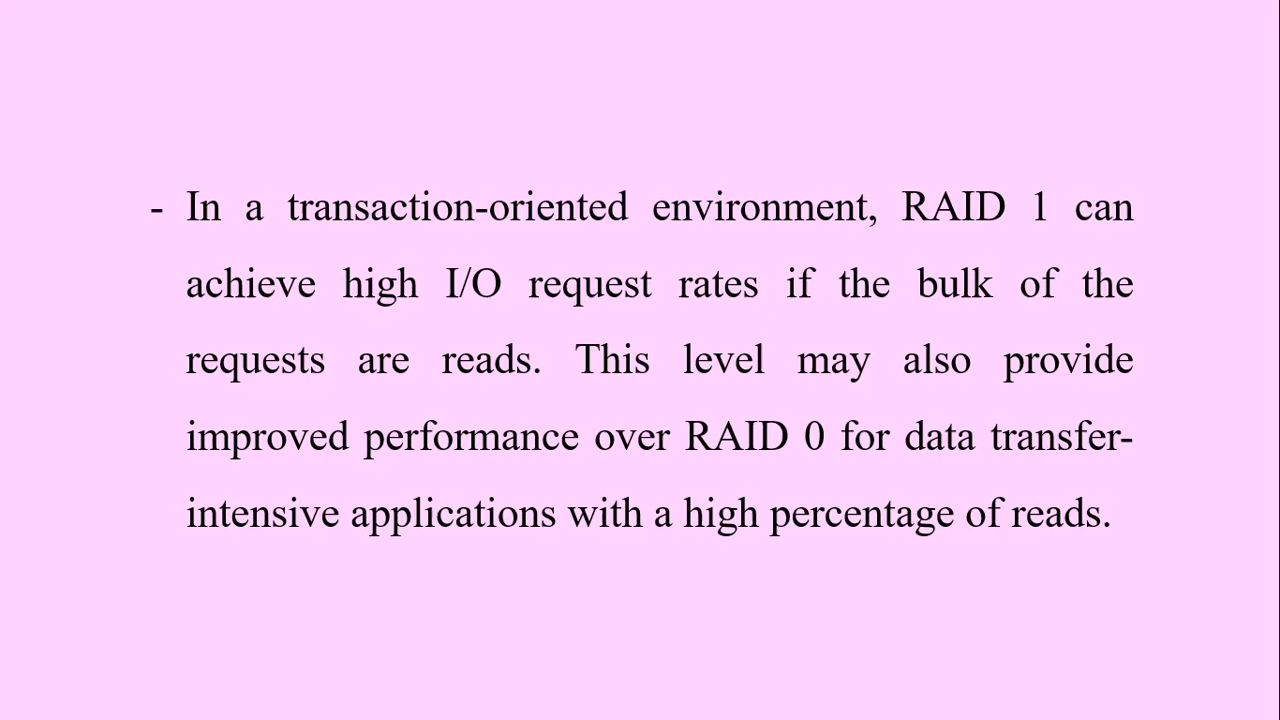 - In a transaction-oriented environment, RAID 1 can
achieve high I/O request rates if the bulk of the
requests are reads. This level may also provide
improved performance over RAID 0 for data transfer-
intensive applications with a high percentage of reads.